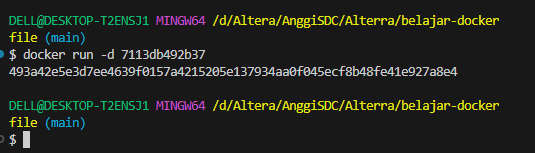 DELL@DESKTOP-T2ENSJ1 MINGW64 /d/Altera/AnggiSDC/Alterra/belajar-docker
file (main)
$ docker run -d 7113db492b37
493a42e5e3d7ee4639f0157a4215205e137934aa0f045ecf8b48fe41e927a8e4
DELL@DESKTOP-T2ENSJ1 MINGW64 /d/Altera/AnggiSDC/Alterra/belajar-docker
file (main)
$